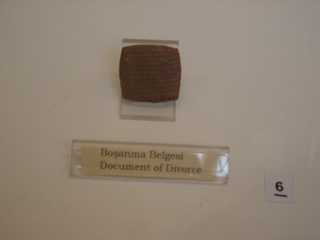 Boşanma Belgesi
Document of Divorce
6